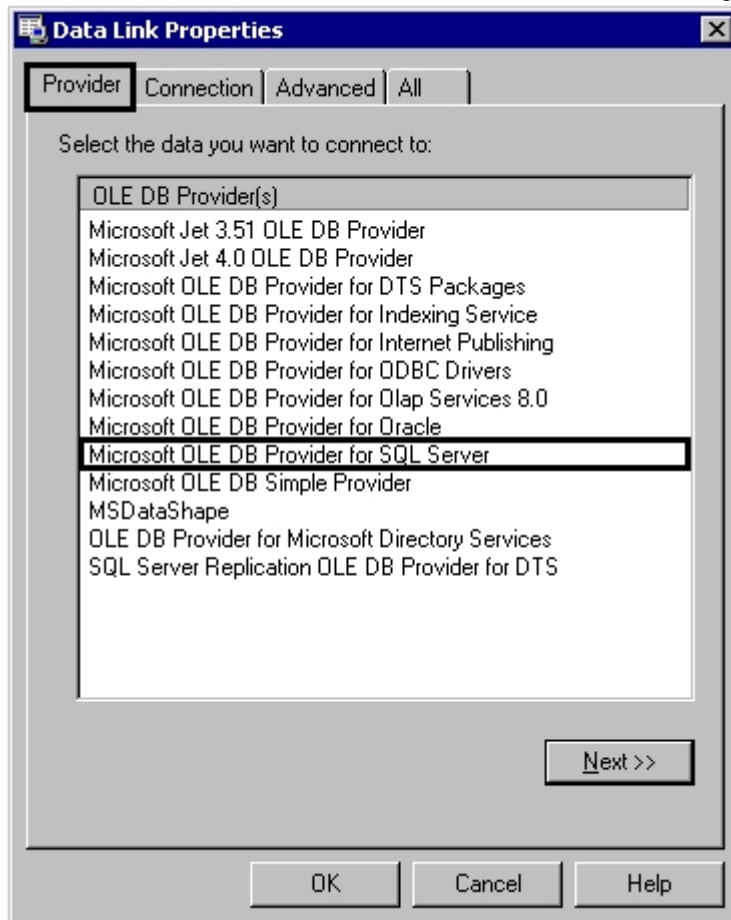 Data Link Properties
Provider Connection Advanced All
Select the data you want to connect to:
OLE DB Provider(s)
Microsoft Jet 3.51 OLE DB Provider
Microsoft Jet 4.0 OLE DB Provider
Microsoft OLE DB Provider for DTS Packages
Microsoft OLE DB Provider for Indexing Service
Microsoft OLE DB Provider for Internet Publishing
Microsoft OLE DB Provider for ODBC Drivers
Microsoft OLE DB Provider for Olap Services 8.0
Microsoft OLE DB Provider for Oracle
Microsoft OLE DB Provider for SQL Server
Microsoft OLE DB Simple Provider
MSDataShape
OLE DB Provider for Microsoft Directory Services
SQL Server Replication OLE DB Provider for DTS
Next >>
OK Cancel Help